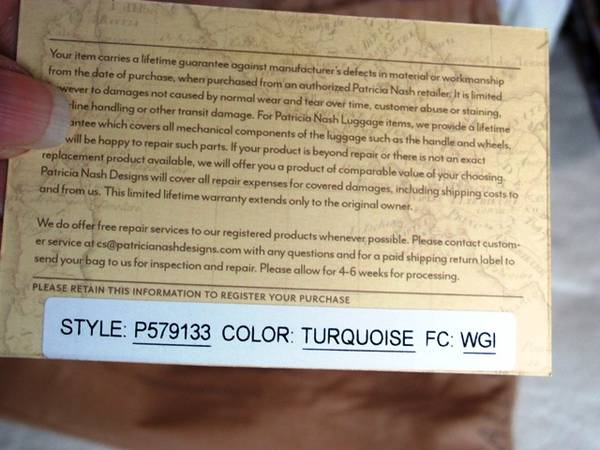 Your item carries a lifetime guarantee against manufacturer's defects in material or workmanship
from the date of purchase, when purchased from an authorized Patricia Nash retailer. It is limited
wever to damages not caused by normal wear and tear over time, customer abuse or staining,
line handling or other transit damage. For Patricia Nash Luggage items, we provide a lifetime
antee which covers all mechanical components of the luggage such as the handle and wheels.
will be happy to repair such parts. If your product is beyond repair or there is not an exact
replacement product available, we will offer you a product of comparable value of your choosing.
Patricia Nash Designs will cover all repair expenses for covered damages, including shipping costs to
and from us. This limited lifetime warranty extends only to the original owner.
We do offer free repair services to our registered products whenever possible. Please contact custom-
er service at cs@patricianashdesigns.com with any questions and for a paid shipping return label to
send your bag to us for inspection and repair. Please allow for 4-6 weeks for processing.
PLEASE RETAIN THIS INFORMATION TO REGISTER YOUR PURCHASE
STYLE: P579133 COLOR: TURQUOISE FC: WGI